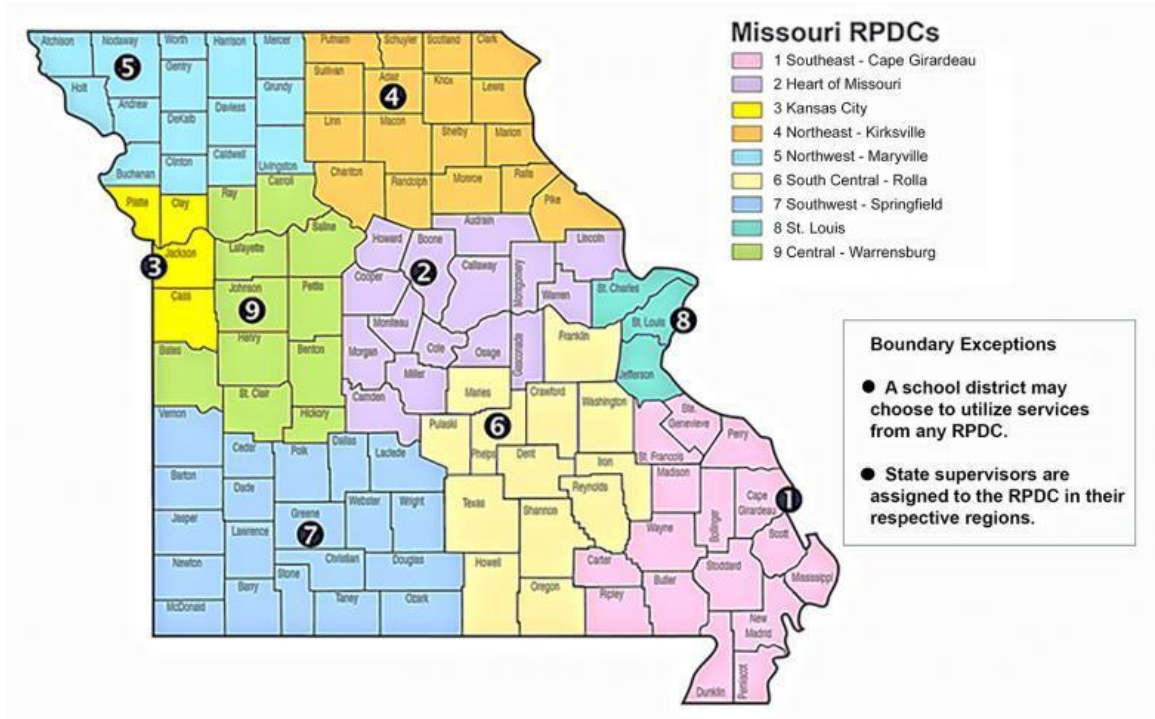 Missouri RPDCs
1 Southeast - Cape Girardeau
2 Heart of Missouri
3 Kansas City
4 Northeast - Kirksville
5 Northwest - Maryville
6 South Central - Rolla
7 Southwest - Springfield
8 St. Louis
9 Central - Warrensburg
Boundary Exceptions
● A school district may
choose to utilize services
from any RPDC.
● State supervisors are
assigned to the RPDC in their
respective regions.
Atchison
Nodaway
Worth
Harrison
Mercer
Putnam
Schuyler
Scotland
Clark
5
Gentry
Sullivan
Adair
4
Knox
Lewis
Holt
Andrew
DeKalb
Daviess
Grundy
Linn
Macon
Shelby
Marion
Buchanan
Clinton
Caldwell
Livingston
Chariton
Randolph
Monroe
Ralls
Pike
Platte
Clay
Ray
Carroll
Saline
Howard
Boone
Audrain
Lincoln
3
Jackson
Lafayette
Cooper
2
Callaway
Montgomery
Warren
St. Charles
Cass
Johnson
9
Pettis
Moniteau
Cole
Osage
Gasconade
Franklin
St. Louis
8
Jefferson
Bates
Henry
Benton
Morgan
Miller
Maries
Crawford
Washington
St. Clair
Hickory
Camden
Pulaski
6
Phelps
Dent
Iron
St. Francois
Ste.
Genevieve
Perry
Vernon
Cedar
Polk
Dallas
Laclede
Texas
Shannon
Reynolds
Madison
Bollinger
Cape
Girardeau
1
Barton
Dade
Greene
7
Webster
Wright
Wayne
Scott
Jasper
Lawrence
Christian
Douglas
Howell
Carter
Stoddard
Mississippi
Newton
Barry
Stone
Taney
Ozark
Oregon
Ripley
Butler
New
Madrid
McDonald
Dunklin
Pemiscot